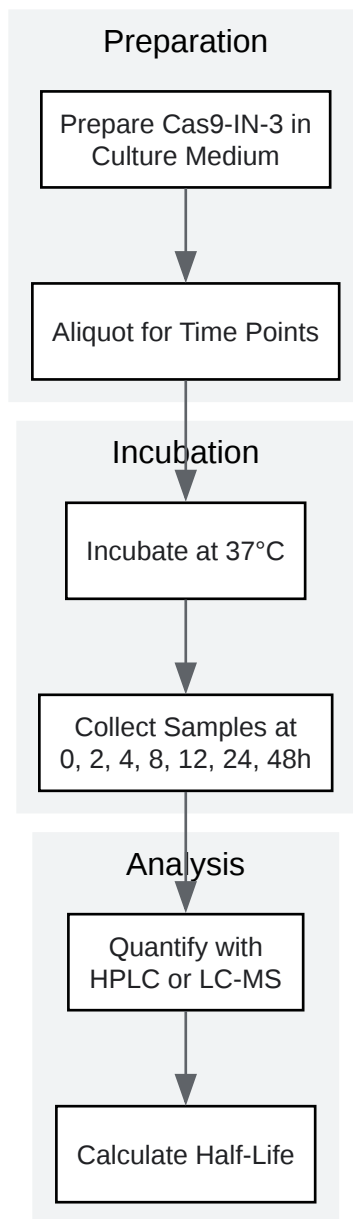 Preparation
Prepare Cas9-IN-3 in
Culture Medium
Aliquot for Time Points
Incubation
Incubate at 37°C
Collect Samples at
0, 2, 4, 8, 12, 24, 48h
Analysis
Quantify with
HPLC or LC-MS
Calculate Half-Life